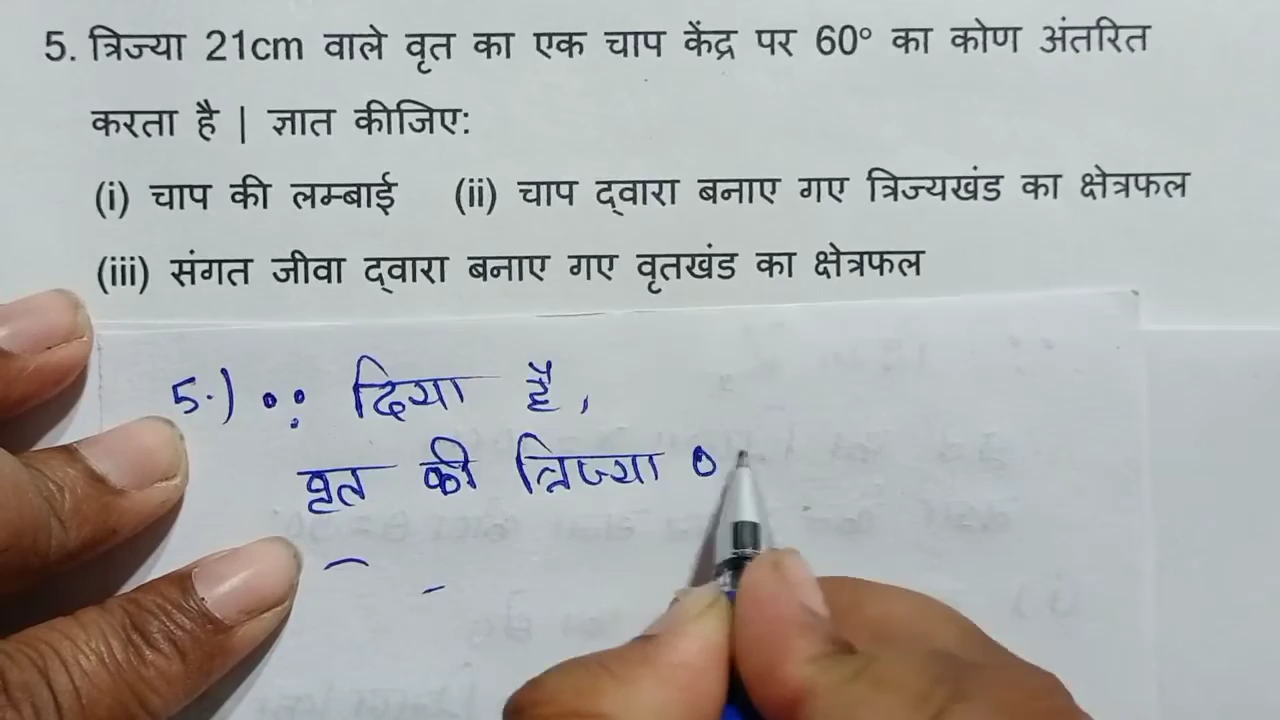 5. त्रिज्या 21cm वाले वृत का एक चाप केंद्र पर 60° का कोण अंतरित
करता है | ज्ञात कीजिए:
(i) चाप की लम्बाई (ii) चाप द्वारा बनाए गए त्रिज्यखंड का क्षेत्रफल
(iii) संगत जीवा द्वारा बनाए गए वृतखंड का क्षेत्रफल
5.) ∵ दिया है,
वृत की त्रिज्या